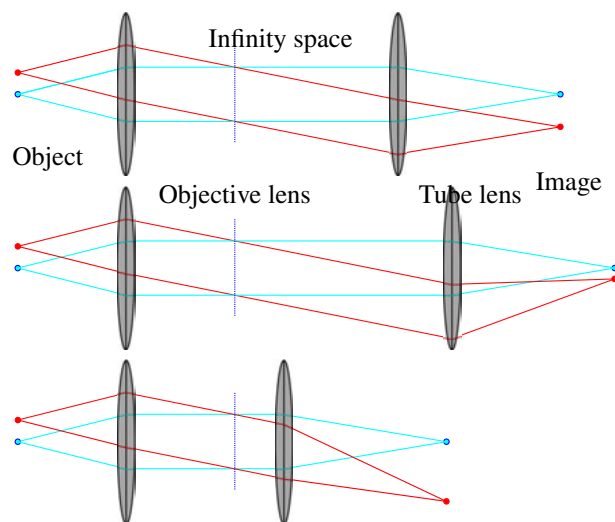 Infinity space
Object
Objective lens
Tube lens
Image